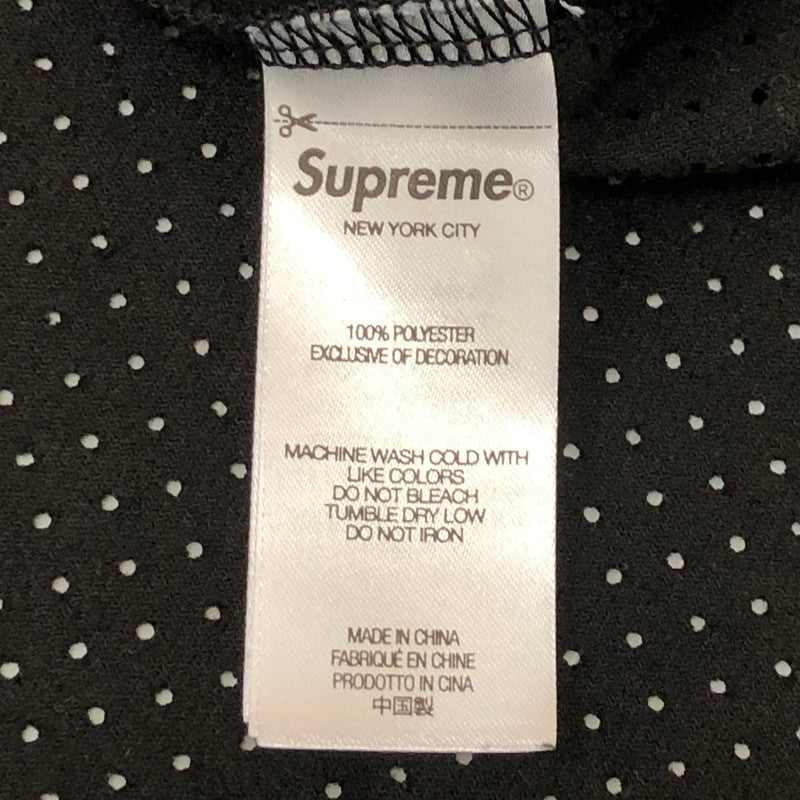 Supreme®
NEW YORK CITY
100% POLYESTER
EXCLUSIVE OF DECORATION
MACHINE WASH COLD WITH
LIKE COLORS
DO NOT BLEACH
TUMBLE DRY LOW
DO NOT IRON
MADE IN CHINA
FABRIQUÉ EN CHINE
PRODOTTO IN CINA
中国製